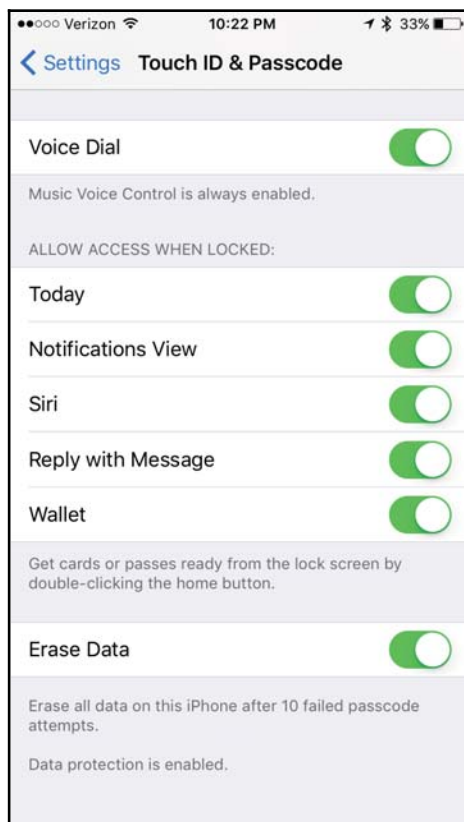 Verizon 10:22 PM 33%
Settings Touch ID & Passcode
Voice Dial
Music Voice Control is always enabled.
ALLOW ACCESS WHEN LOCKED:
Today
Notifications View
Siri
Reply with Message
Wallet
Get cards or passes ready from the lock screen by
double-clicking the home button.
Erase Data
Erase all data on this iPhone after 10 failed passcode
attempts.
Data protection is enabled.